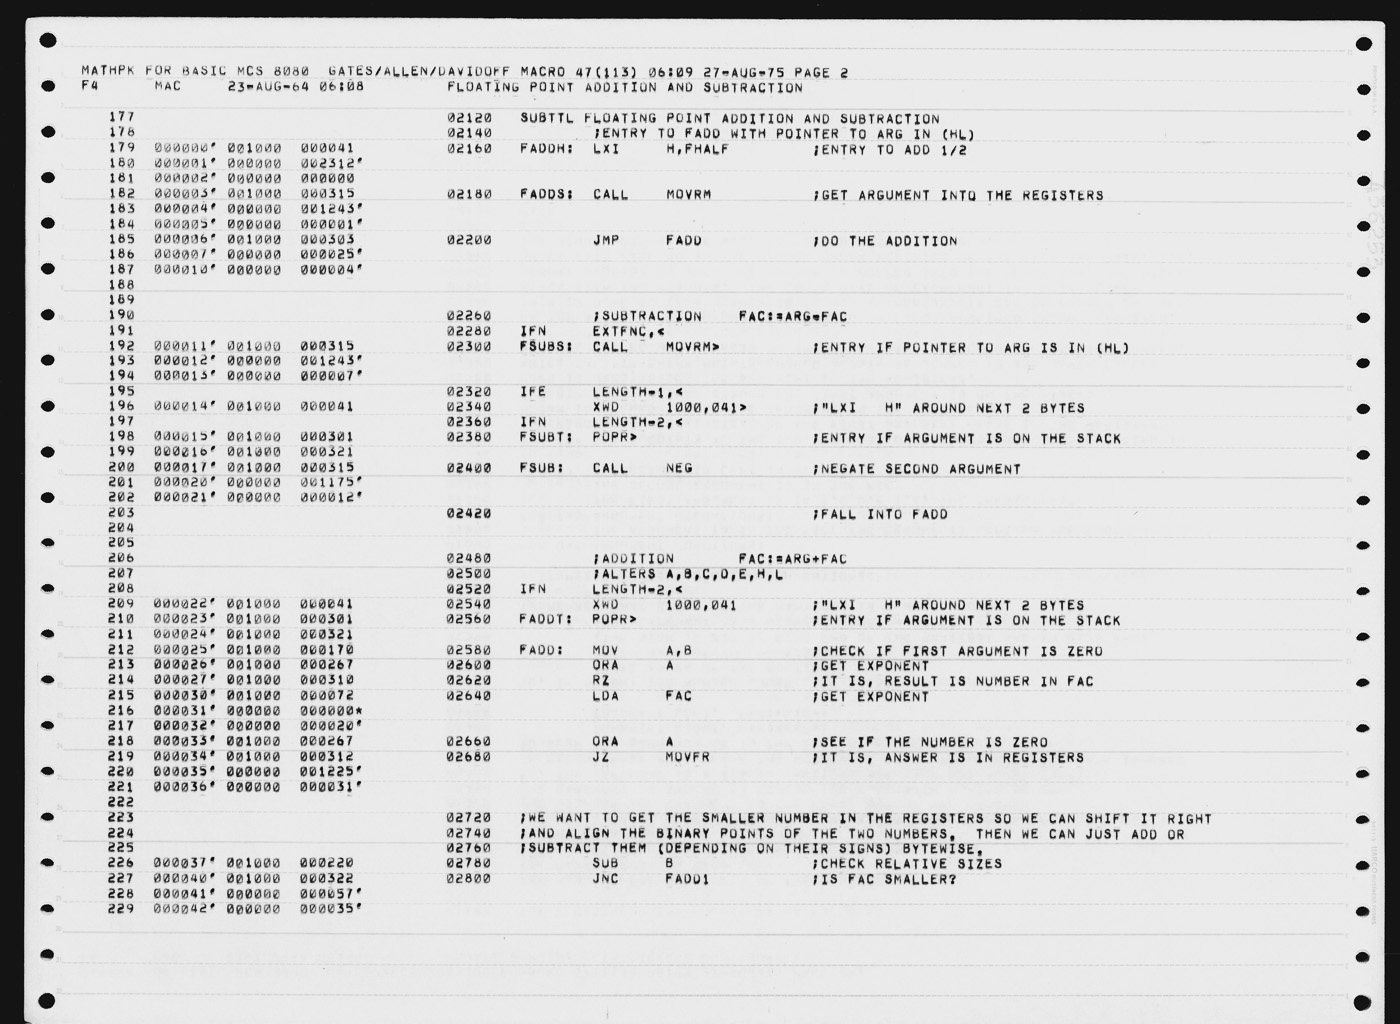 MATHPK FOR BASIC MCS 8080  GATES/ALLEN/DAVIDOFF MACRO 47(113) 06:09 27-AUG-75 PAGE 2
F4      MAC     23-AUG-64 06:08         FLOATING POINT ADDITION AND SUBTRACTION
177                                     02120   SUBTTL FLOATING POINT ADDITION AND SUBTRACTION
178                                     02140           ;ENTRY TO FADD WITH POINTER TO ARG IN (HL)
179  000000' 001000  000041             02160   FADDH:  LXI     H,FHALF         ;ENTRY TO ADD 1/2
180  000001' 000000  002312'
181  000002' 000000  000000
182  000003' 001000  000315             02180   FADDS:  CALL    MOVRM           ;GET ARGUMENT INTO THE REGISTERS
183  000004' 000000  001243'
184  000005' 000000  000001'
185  000006' 001000  000303             02200           JMP     FADD            ;DO THE ADDITION
186  000007' 000000  000025'
187  000010' 000000  000004'
188
189
190                                     02260           ;SUBTRACTION    FAC:=ARG-FAC
191                                     02280   IFN     EXTFNC,<
192  000011' 001000  000315             02300   FSUBS:  CALL    MOVRM>          ;ENTRY IF POINTER TO ARG IS IN (HL)
193  000012' 000000  001243'
194  000013' 000000  000007'
195                                     02320   IFE     LENGTH-1,<
196  000014' 001000  000041             02340           XWD     1000,041>       ;"LXI   H" AROUND NEXT 2 BYTES
197                                     02360   IFN     LENGTH-2,<
198  000015' 001000  000301             02380   FSUBT:  POPR>                   ;ENTRY IF ARGUMENT IS ON THE STACK
199  000016' 001000  000321
200  000017' 001000  000315             02400   FSUB:   CALL    NEG             ;NEGATE SECOND ARGUMENT
201  000020' 000000  001175'
202  000021' 000000  000012'
203                                     02420                                   ;FALL INTO FADD
204
205
206                                     02480           ;ADDITION       FAC:=ARG+FAC
207                                     02500           ;ALTERS A,B,C,D,E,H,L
208                                     02520   IFN     LENGTH-2,<
209  000022' 001000  000041             02540           XWD     1000,041        ;"LXI   H" AROUND NEXT 2 BYTES
210  000023' 001000  000301             02560   FADDT:  POPR>                   ;ENTRY IF ARGUMENT IS ON THE STACK
211  000024' 001000  000321
212  000025' 001000  000170             02580   FADD:   MOV     A,B             ;CHECK IF FIRST ARGUMENT IS ZERO
213  000026' 001000  000267             02600           ORA     A               ;GET EXPONENT
214  000027' 001000  000310             02620           RZ                      ;IT IS, RESULT IS NUMBER IN FAC
215  000030' 001000  000072             02640           LDA     FAC             ;GET EXPONENT
216  000031' 000000  000000*
217  000032' 000000  000020'
218  000033' 001000  000267             02660           ORA     A               ;SEE IF THE NUMBER IS ZERO
219  000034' 001000  000312             02680           JZ      MOVFR           ;IT IS, ANSWER IS IN REGISTERS
220  000035' 000000  001225'
221  000036' 000000  000031'
222
223                                     02720   ;WE WANT TO GET THE SMALLER NUMBER IN THE REGISTERS SO WE CAN SHIFT IT RIGHT
224                                     02740   ;AND ALIGN THE BINARY POINTS OF THE TWO NUMBERS.  THEN WE CAN JUST ADD OR
225                                     02760   ;SUBTRACT THEM (DEPENDING ON THEIR SIGNS) BYTEWISE.
226  000037' 001000  000220             02780           SUB     B               ;CHECK RELATIVE SIZES
227  000040' 001000  000322             02800           JNC     FADD1           ;IS FAC SMALLER?
228  000041' 000000  000057'
229  000042' 000000  000035'